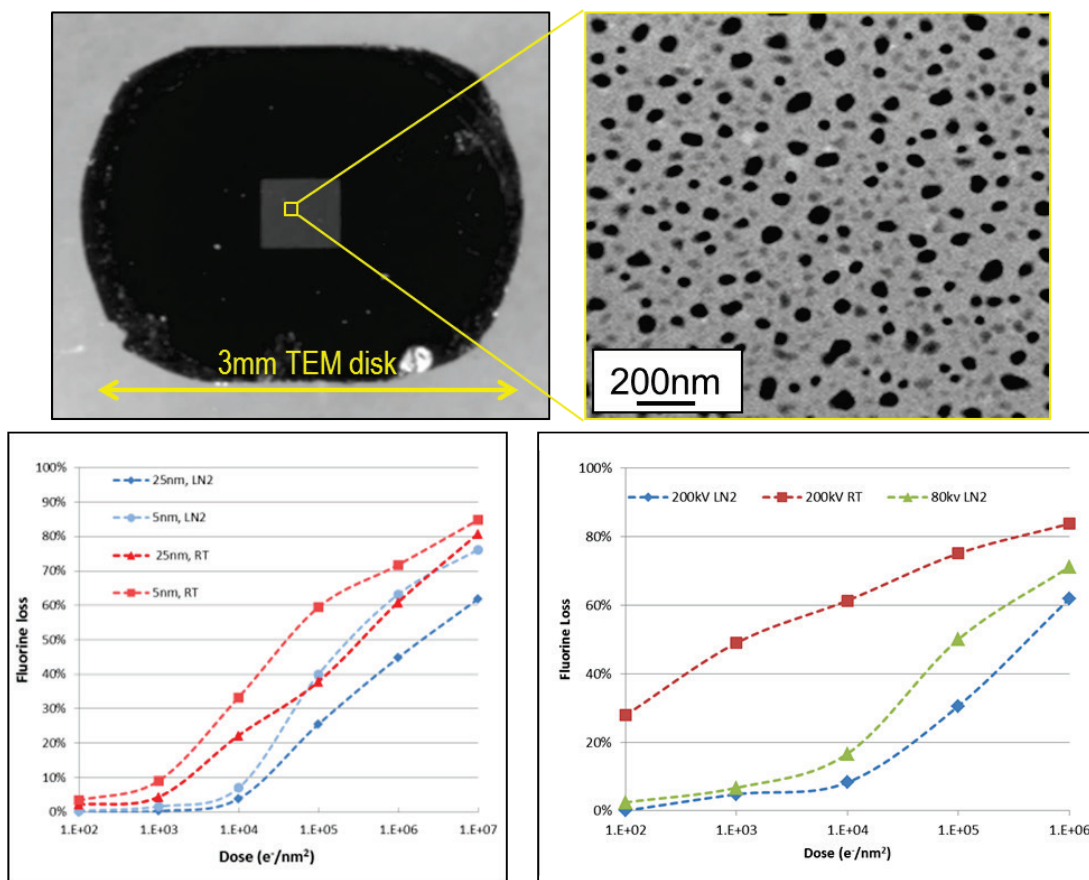 3mm TEM disk
200nm
100%
90%
80%
70%
60%
50%
40%
30%
20%
10%
0%
Fluorine loss
25nm, LN2
5nm, LN2
25nm, RT
5nm, RT
1.E+02 1.E+03 1.E+04 1.E+05 1.E+06 1.E+07
Dose (e⁻/nm²)
100%
80%
60%
40%
20%
0%
Fluorine Loss
200kV LN2 200kV RT 80kv LN2
1.E+02 1.E+03 1.E+04 1.E+05 1.E+06
Dose (e⁻/nm²)